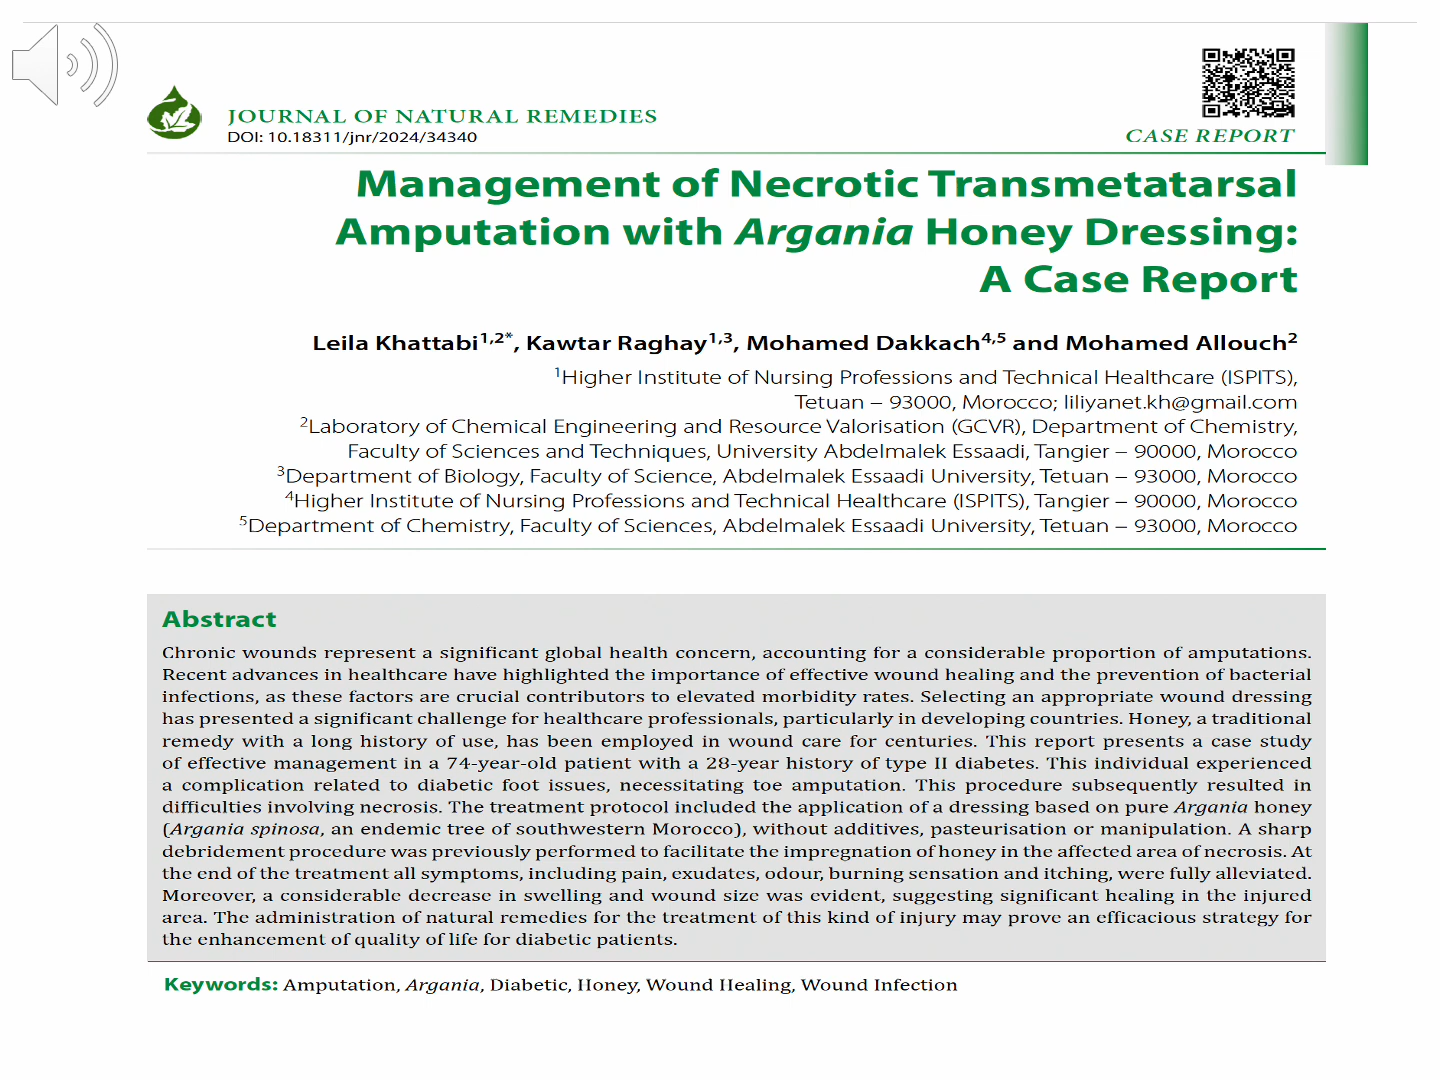 JOURNAL OF NATURAL REMEDIES
DOI: 10.18311/jnr/2024/34340
CASE REPORT
Management of Necrotic Transmetatarsal
Amputation with Argania Honey Dressing:
A Case Report
Leila Khattabi1,2*, Kawtar Raghay1,3, Mohamed Dakkach4,5 and Mohamed Allouch2
1Higher Institute of Nursing Professions and Technical Healthcare (ISPITS),
Tetuan – 93000, Morocco; liliyanet.kh@gmail.com
2Laboratory of Chemical Engineering and Resource Valorisation (GCVR), Department of Chemistry,
Faculty of Sciences and Techniques, University Abdelmalek Essaadi, Tangier – 90000, Morocco
3Department of Biology, Faculty of Science, Abdelmalek Essaadi University, Tetuan – 93000, Morocco
4Higher Institute of Nursing Professions and Technical Healthcare (ISPITS), Tangier – 90000, Morocco
5Department of Chemistry, Faculty of Sciences, Abdelmalek Essaadi University, Tetuan – 93000, Morocco
Abstract
Chronic wounds represent a significant global health concern, accounting for a considerable proportion of amputations.
Recent advances in healthcare have highlighted the importance of effective wound healing and the prevention of bacterial
infections, as these factors are crucial contributors to elevated morbidity rates. Selecting an appropriate wound dressing
has presented a significant challenge for healthcare professionals, particularly in developing countries. Honey, a traditional
remedy with a long history of use, has been employed in wound care for centuries. This report presents a case study
of effective management in a 74-year-old patient with a 28-year history of type II diabetes. This individual experienced
a complication related to diabetic foot issues, necessitating toe amputation. This procedure subsequently resulted in
difficulties involving necrosis. The treatment protocol included the application of a dressing based on pure Argania honey
(Argania spinosa, an endemic tree of southwestern Morocco), without additives, pasteurisation or manipulation. A sharp
debridement procedure was previously performed to facilitate the impregnation of honey in the affected area of necrosis. At
the end of the treatment all symptoms, including pain, exudates, odour, burning sensation and itching, were fully alleviated.
Moreover, a considerable decrease in swelling and wound size was evident, suggesting significant healing in the injured
area. The administration of natural remedies for the treatment of this kind of injury may prove an efficacious strategy for
the enhancement of quality of life for diabetic patients.
Keywords: Amputation, Argania, Diabetic, Honey, Wound Healing, Wound Infection